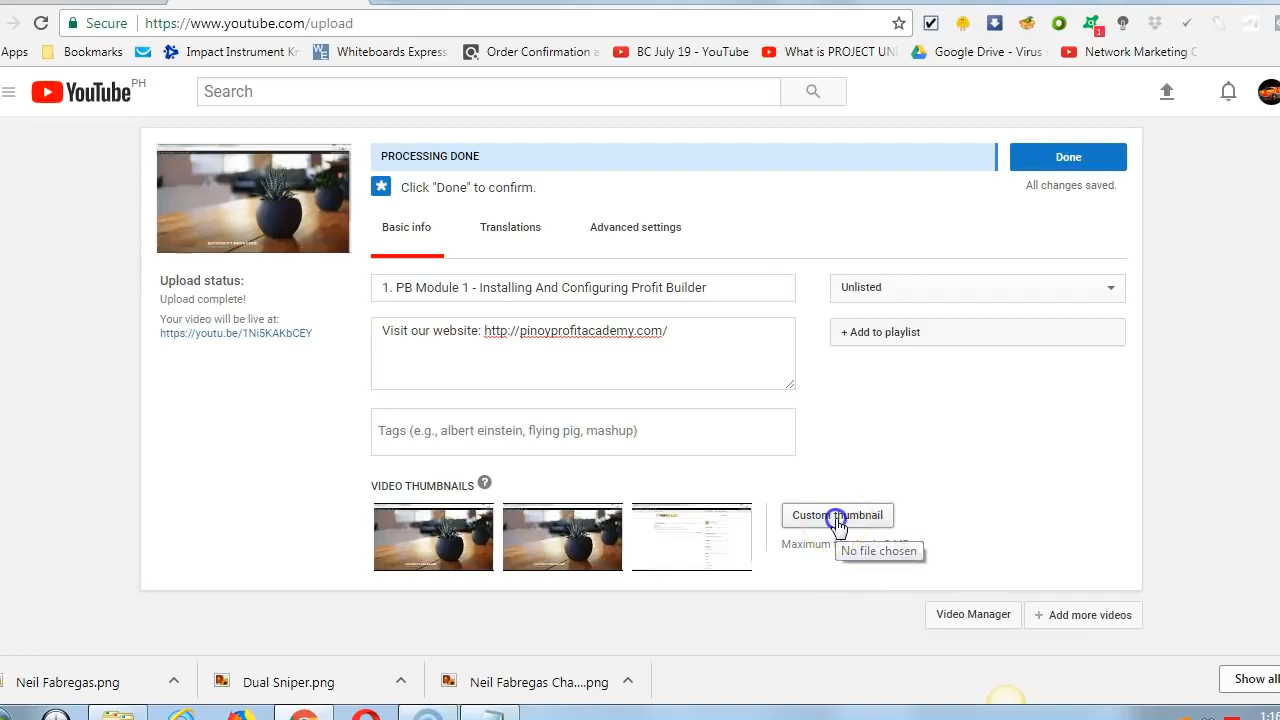 Secure https://www.youtube.com/upload
1
Apps Bookmarks Impact Instrument Kr Whiteboards Express Order Confirmation a BC July 19 - YouTube What is PROJECT UNI Google Drive - Virus Network Marketing C
YouTube PH Search
PROCESSING DONE Done
Click "Done" to confirm. All changes saved.
Basic info Translations Advanced settings
Upload status:
Upload complete!
Your video will be live at:
https://youtu.be/1Ni5KAKbCEY
1. PB Module 1 - Installing And Configuring Profit Builder
Unlisted
Visit our website: http://pinoyprofitacademy.com/
+ Add to playlist
Tags (e.g., albert einstein, flying pig, mashup)
VIDEO THUMBNAILS ?
Custom thumbnail
Maximum
No file chosen
Video Manager + Add more videos
Neil Fabregas.png Dual Sniper.png Neil Fabregas Cha....png Show all